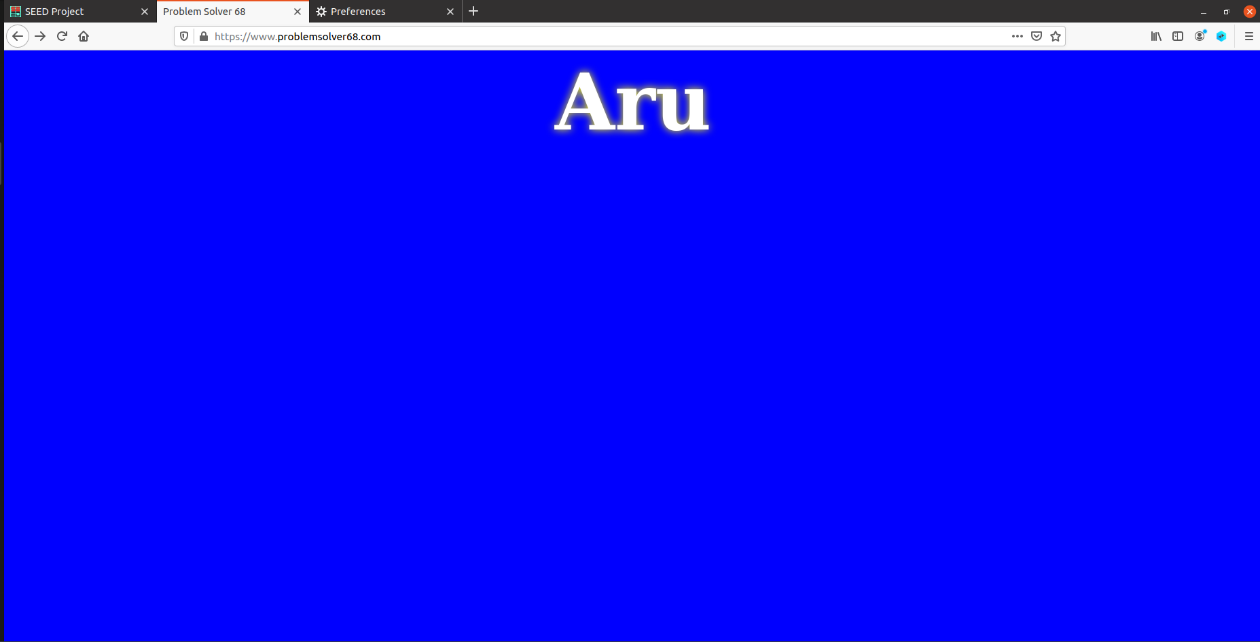 SEED Project
Problem Solver 68
Preferences
https://www.problemsolver68.com
Aru